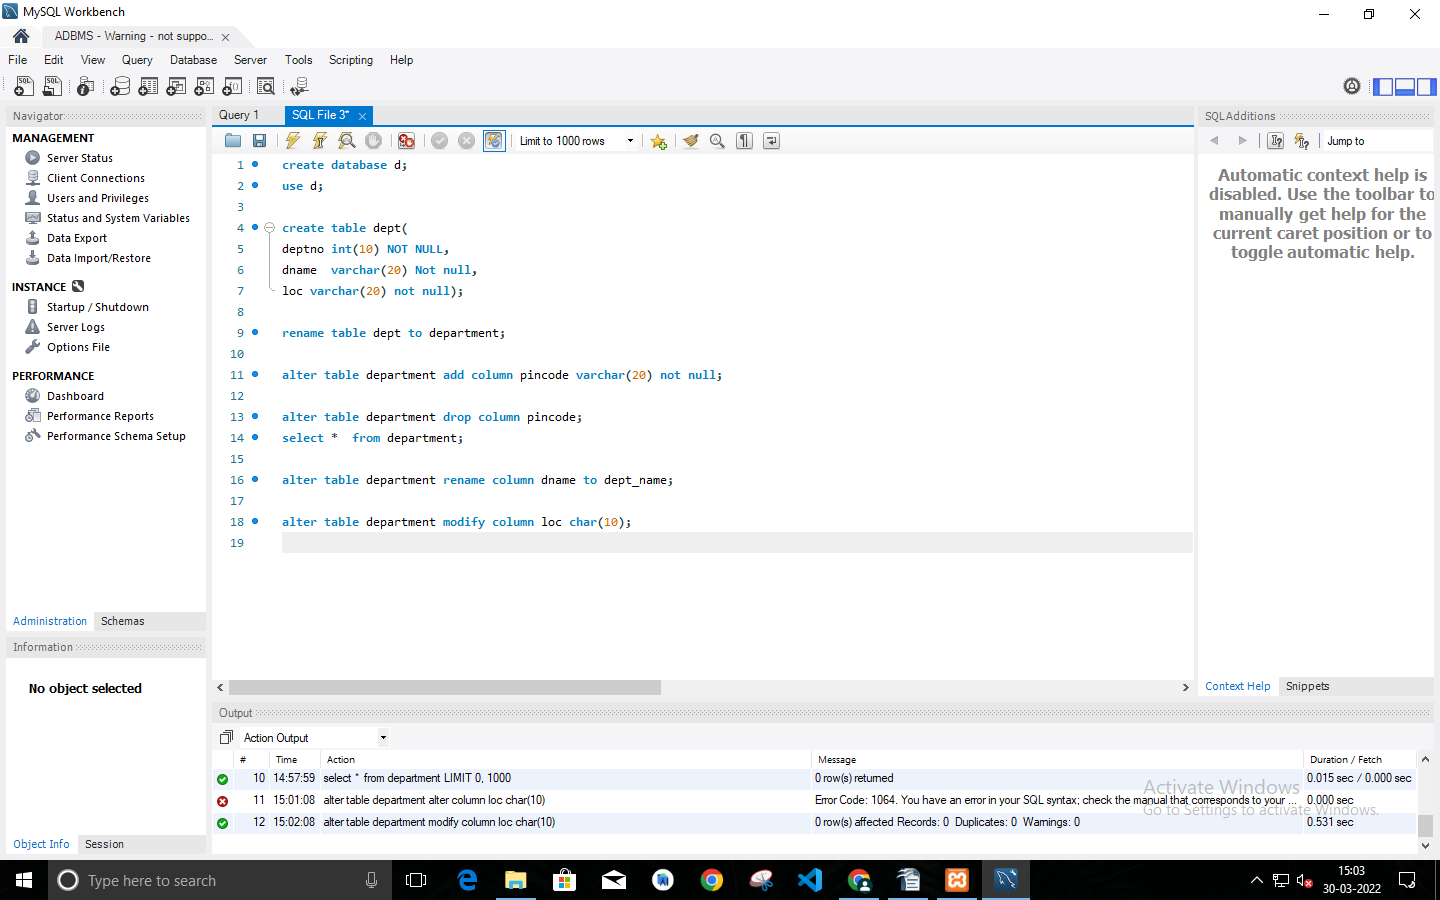 MySQL Workbench
ADBMS - Warning - not suppo...
File Edit View Query Database Server Tools Scripting Help
Navigator
MANAGEMENT
Server Status
Client Connections
Users and Privileges
Status and System Variables
Data Export
Data Import/Restore
INSTANCE
Startup / Shutdown
Server Logs
Options File
PERFORMANCE
Dashboard
Performance Reports
Performance Schema Setup
Administration Schemas
Information
No object selected
Object Info Session
Query 1 SQL File 3*
Limit to 1000 rows
1 create database d;
2 use d;
3
4 create table dept(
5 deptno int(10) NOT NULL,
6 dname  varchar(20) Not null,
7 loc varchar(20) not null);
8
9 rename table dept to department;
10
11 alter table department add column pincode varchar(20) not null;
12
13 alter table department drop column pincode;
14 select *  from department;
15
16 alter table department rename column dname to dept_name;
17
18 alter table department modify column loc char(10);
19
SQLAdditions
Jump to
Automatic context help is
disabled. Use the toolbar to
manually get help for the
current caret position or to
toggle automatic help.
Context Help Snippets
Output
Action Output
# Time Action Message Duration / Fetch
10 14:57:59 select * from department LIMIT 0, 1000 0 row(s) returned 0.015 sec / 0.000 sec
11 15:01:08 alter table department alter column loc char(10) Error Code: 1064. You have an error in your SQL syntax; check the manual that corresponds to your ... 0.000 sec
12 15:02:08 alter table department modify column loc char(10) 0 row(s) affected Records: 0  Duplicates: 0  Warnings: 0 0.531 sec
Activate Windows
Go to Settings to activate Windows.
Type here to search
15:03
30-03-2022